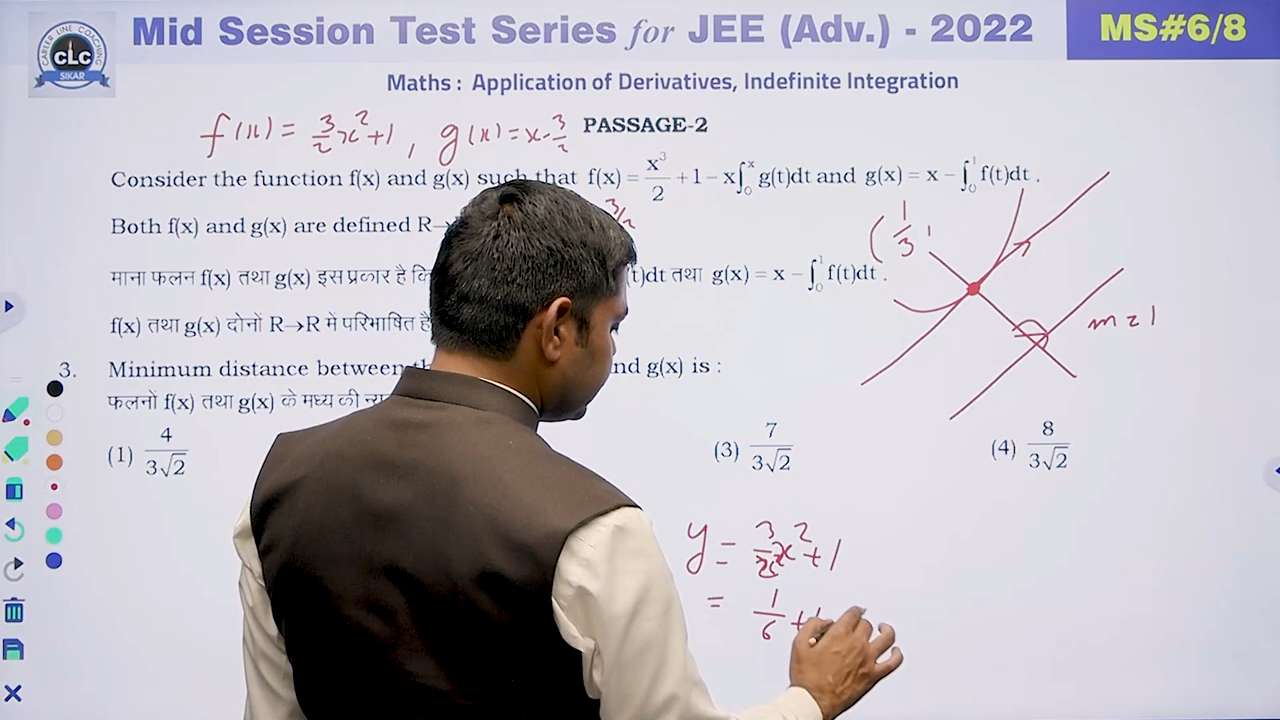 CAREER LINE COACHING
CLC
SIKAR
Mid Session Test Series for JEE (Adv.) - 2022
MS#6/8
Maths : Application of Derivatives, Indefinite Integration
f(x) = 3/2 x² + 1, g(x) = x - 3/2
PASSAGE-2
Consider the function f(x) and g(x) such that f(x) = x³/2 + 1 - x∫₀ˣ g(t)dt and g(x) = x - ∫₀¹ f(t)dt .
3/2
(1/3,
Both f(x) and g(x) are defined R→
माना फलन f(x) तथा g(x) इस प्रकार है कि t)dt तथा g(x) = x - ∫₀¹ f(t)dt .
f(x) तथा g(x) दोनों R→R में परिभाषित है
m = 1
3. Minimum distance between nd g(x) is :
फलनों f(x) तथा g(x) के मध्य की
(1) 4/3√2
(3) 7/3√2
(4) 8/3√2
y = 3/2 x² + 1
= 1/6 +